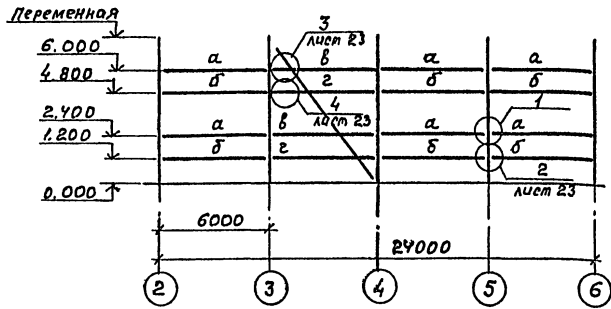 Переменная
6.000
4.800
2.400
1.200
0.000
3
лист 23
4
лист 23
1
2
лист 23
а в а а
б г б б
а в а а
б г б б
6000
24000
2 3 4 5 6